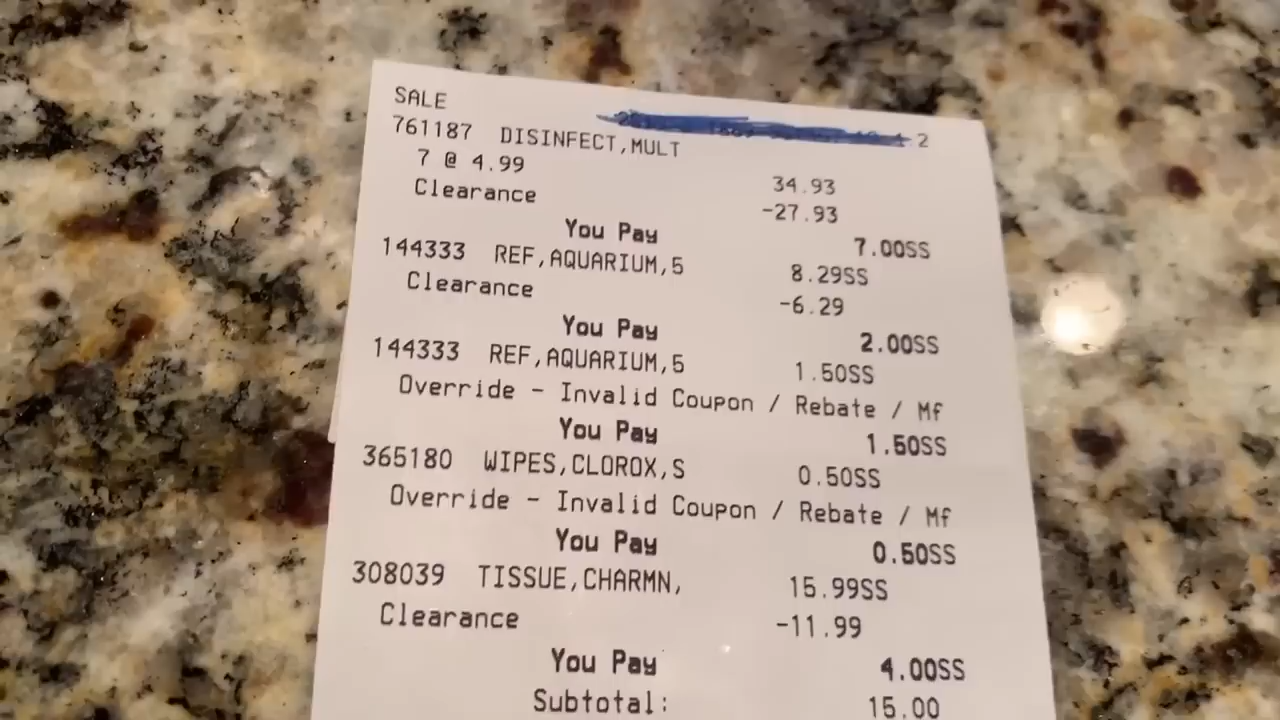 SALE 2
761187 DISINFECT,MULT
7 @ 4.99 34.93
Clearance -27.93
You Pay 7.00SS
144333 REF,AQUARIUM,5 8.29SS
Clearance -6.29
You Pay 2.00SS
144333 REF,AQUARIUM,5 1.50SS
Override - Invalid Coupon / Rebate / Mf
You Pay 1.50SS
365180 WIPES,CLOROX,S 0.50SS
Override - Invalid Coupon / Rebate / Mf
You Pay 0.50SS
308039 TISSUE,CHARMN, 15.99SS
Clearance -11.99
You Pay 4.00SS
Subtotal: 15.00